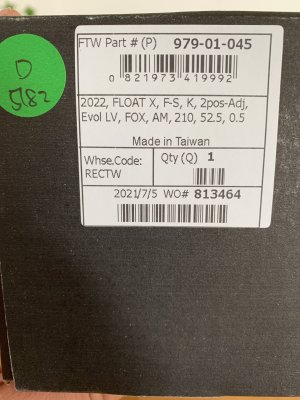 D
5182
FTW Part # (P) 979-01-045
0 821973 419992
2022, FLOAT X, F-S, K, 2pos-Adj,
Evol LV, FOX, AM, 210, 52.5, 0.5
Made in Taiwan
Whse.Code:
RECTW
Qty (Q) 1
2021/7/5 WO# 813464